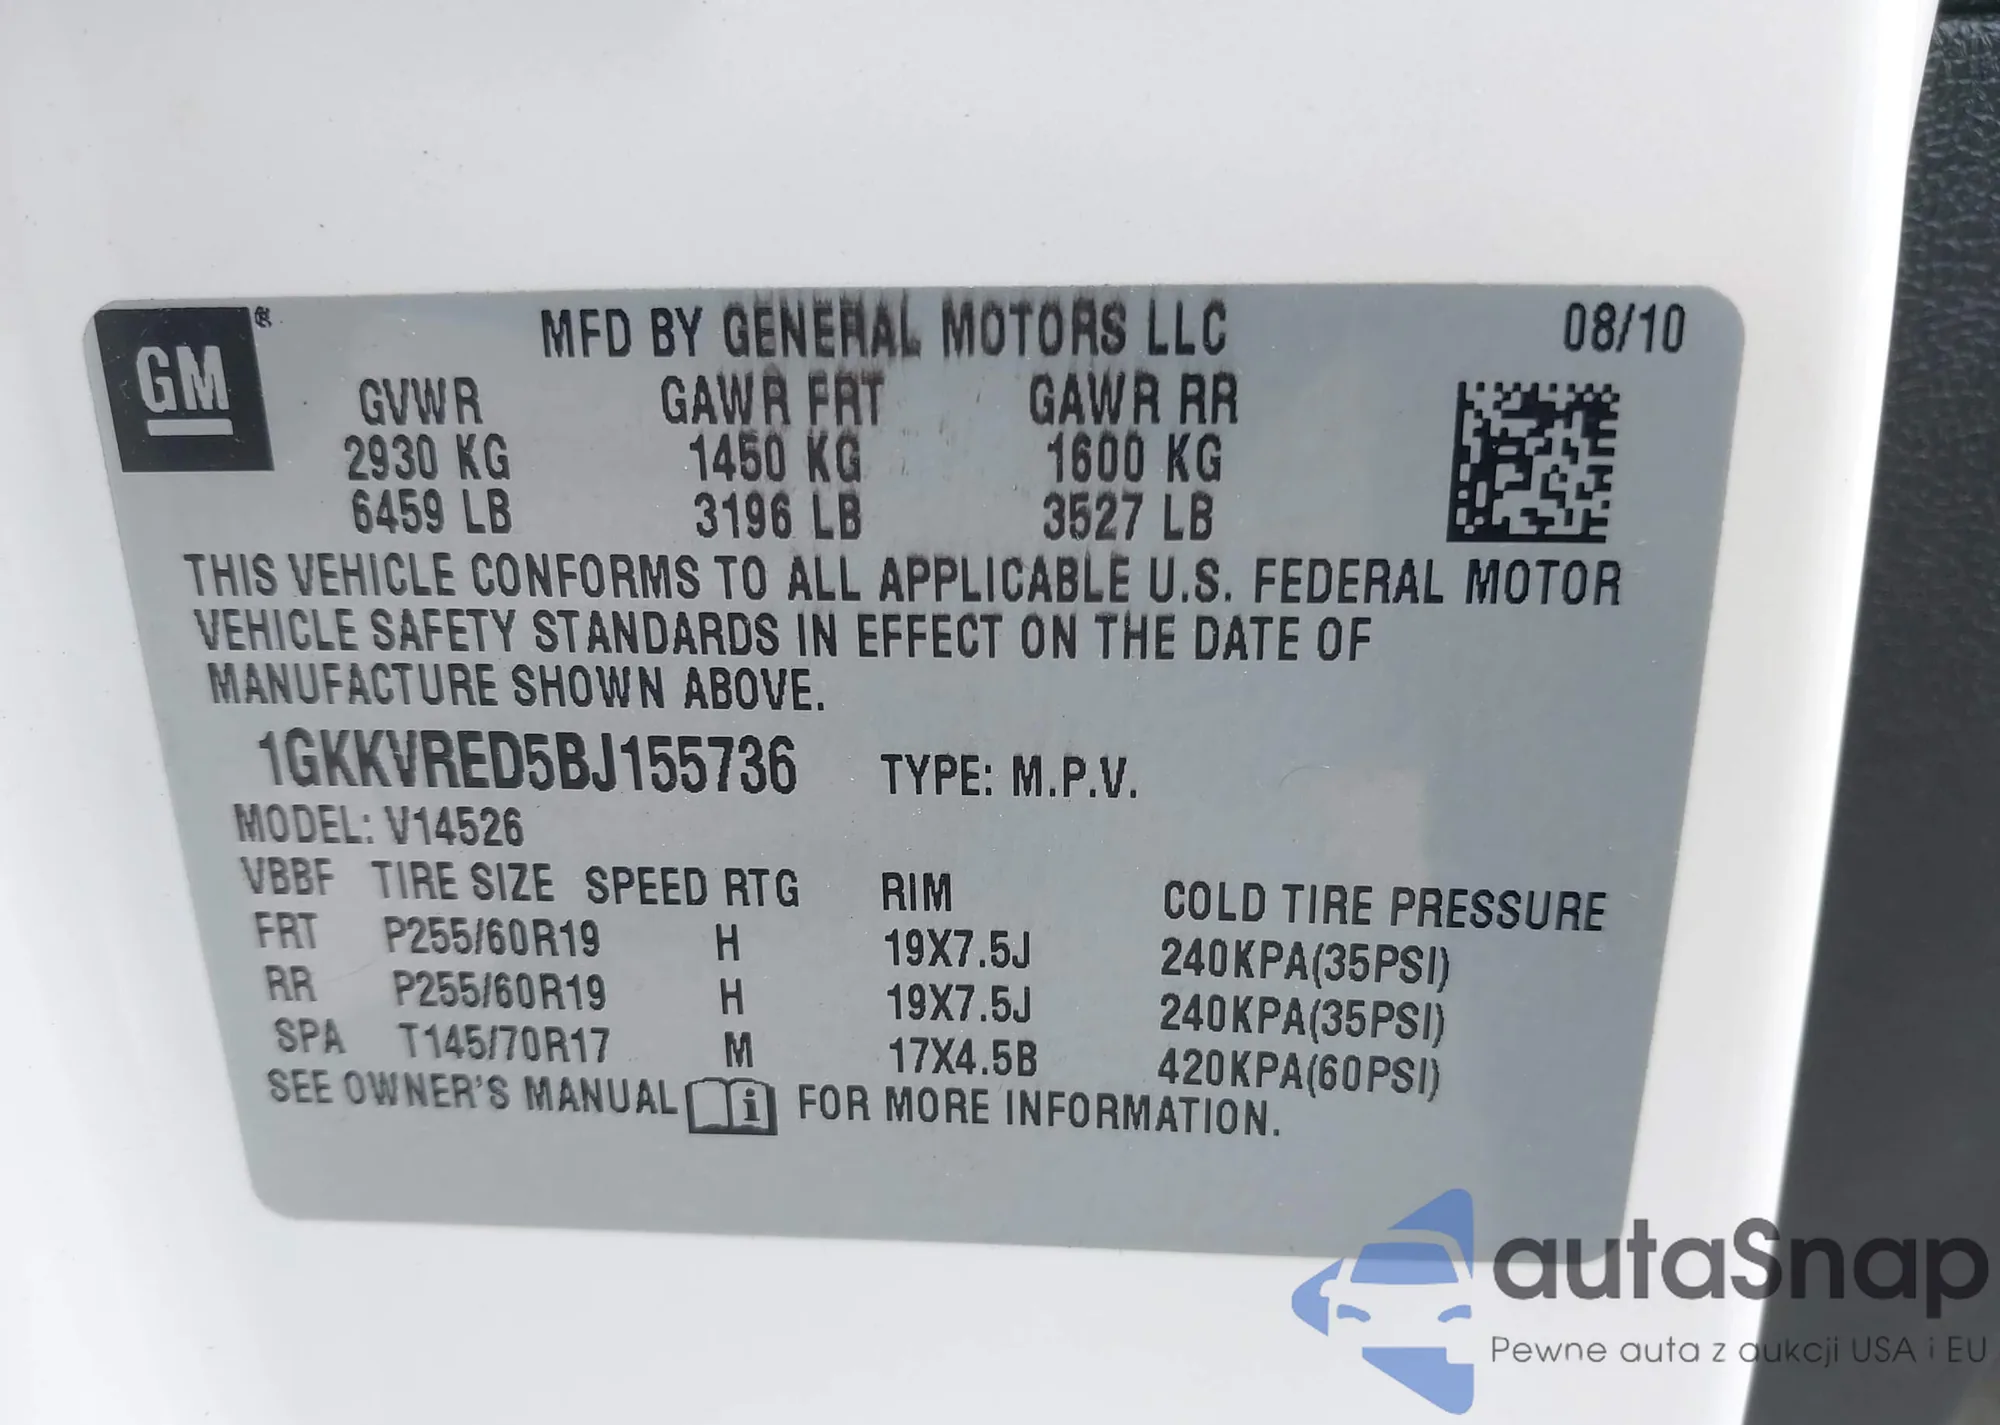 GM ®
MFD BY GENERAL MOTORS LLC 08/10
GVWR GAWR FRT GAWR RR
2930 KG 1450 KG 1600 KG
6459 LB 3196 LB 3527 LB
THIS VEHICLE CONFORMS TO ALL APPLICABLE U.S. FEDERAL MOTOR
VEHICLE SAFETY STANDARDS IN EFFECT ON THE DATE OF
MANUFACTURE SHOWN ABOVE.
1GKKVRED5BJ155736 TYPE: M.P.V.
MODEL: V14526
VBBF TIRE SIZE SPEED RTG RIM COLD TIRE PRESSURE
FRT P255/60R19 H 19X7.5J 240KPA(35PSI)
RR P255/60R19 H 19X7.5J 240KPA(35PSI)
SPA T145/70R17 M 17X4.5B 420KPA(60PSI)
SEE OWNER'S MANUAL i FOR MORE INFORMATION.
autaSnap
Pewne auta z aukcji USA i EU